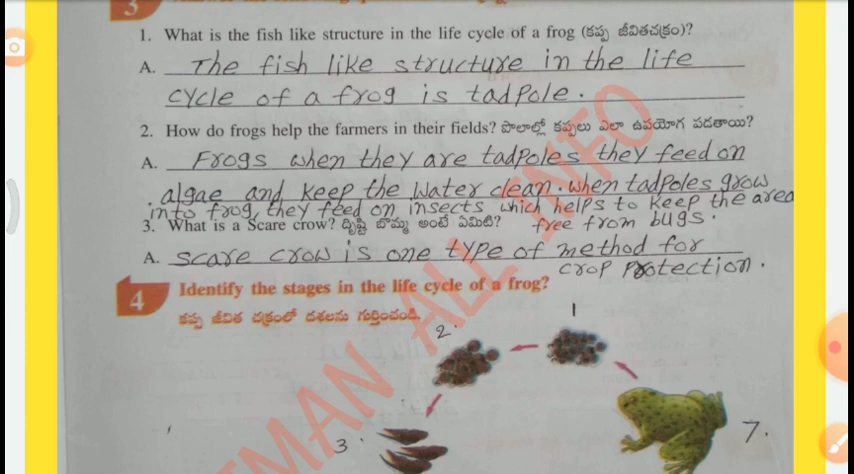 3
1. What is the fish like structure in the life cycle of a frog (కప్ప జీవితచక్రం)?
A. The fish like structure in the life
cycle of a frog is tadpole.
2. How do frogs help the farmers in their fields? పొలాల్లో కప్పలు ఎలా ఉపయోగ పడతాయి?
A. Frogs when they are tadpoles they feed on
algae and keep the water clean. when tadpoles grow
into frog, they feed on insects which helps to keep the area
free from bugs.
3. What is a Scare crow? దిష్టి బొమ్మ అంటే ఏమిటి?
A. scare crow is one type of method for
crop protection.
4 Identify the stages in the life cycle of a frog?
కప్ప జీవిత చక్రంలో దశలను గుర్తించండి.
1
2.
3
7.
EMAN ALL INFO